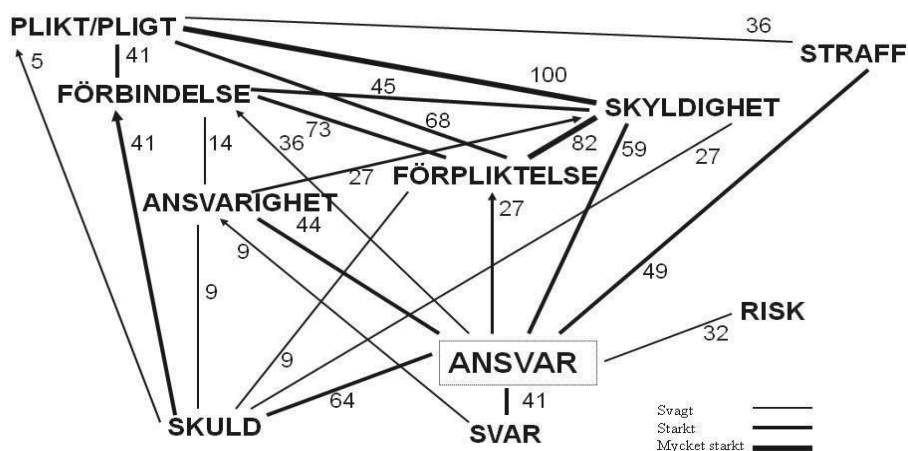 PLIKT/PLIGT
36
STRAFF
5
41
100
FÖRBINDELSE
45
SKYLDIGHET
41
14
73
36
68
82
59
27
27
FÖRPLIKTELSE
ANSVARIGHET
44
27
9
9
49
RISK
32
9
ANSVAR
64
41
SKULD
SVAR
Svagt
Starkt
Mycket starkt